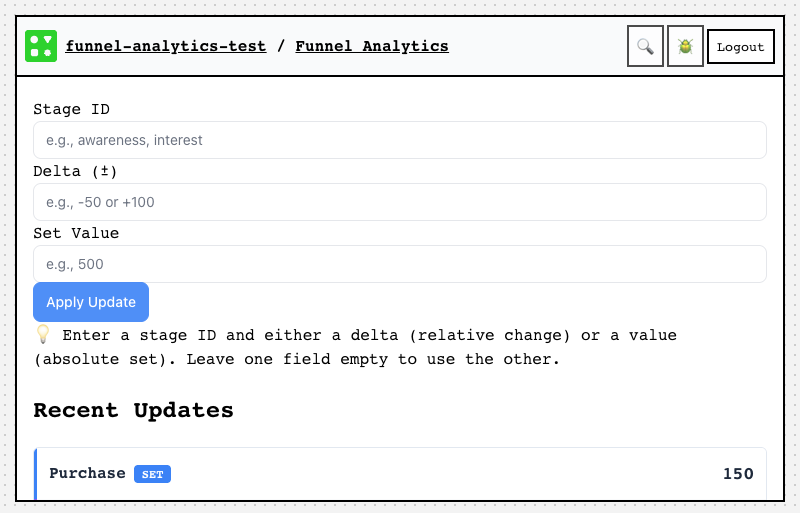 funnel-analytics-test / Funnel Analytics
Logout
Stage ID
e.g., awareness, interest
Delta (±)
e.g., -50 or +100
Set Value
e.g., 500
Apply Update
💡 Enter a stage ID and either a delta (relative change) or a value
(absolute set). Leave one field empty to use the other.
Recent Updates
Purchase SET 150